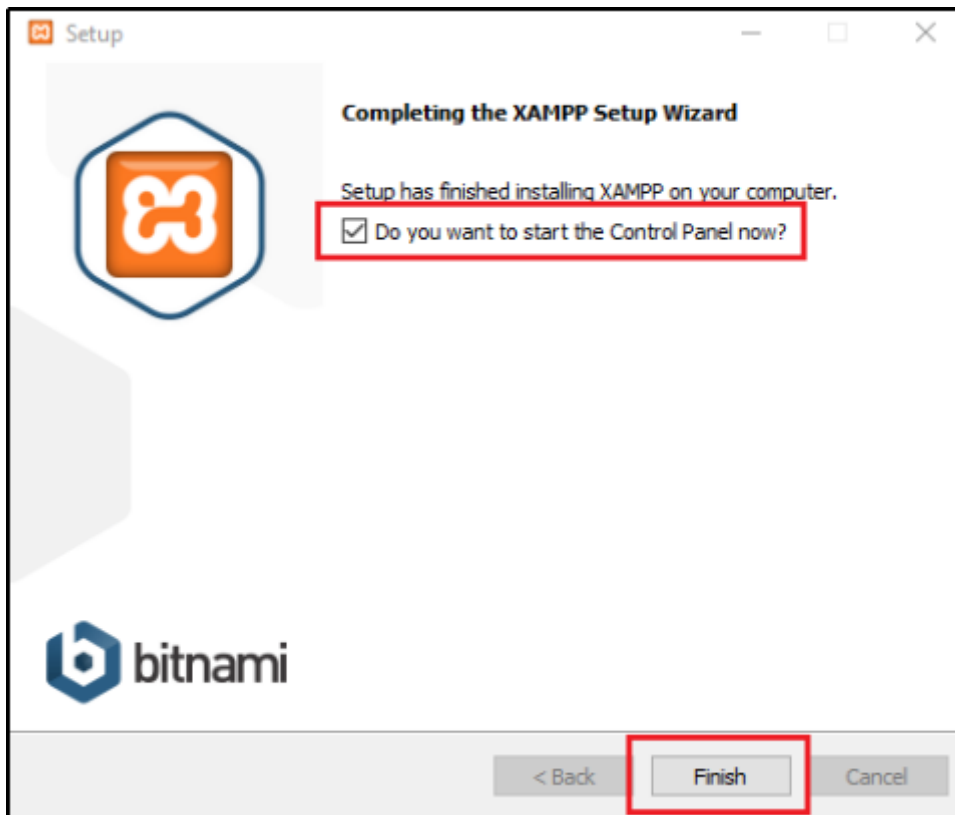 Setup
Completing the XAMPP Setup Wizard
Setup has finished installing XAMPP on your computer.
Do you want to start the Control Panel now?
bitnami
< Back
Finish
Cancel